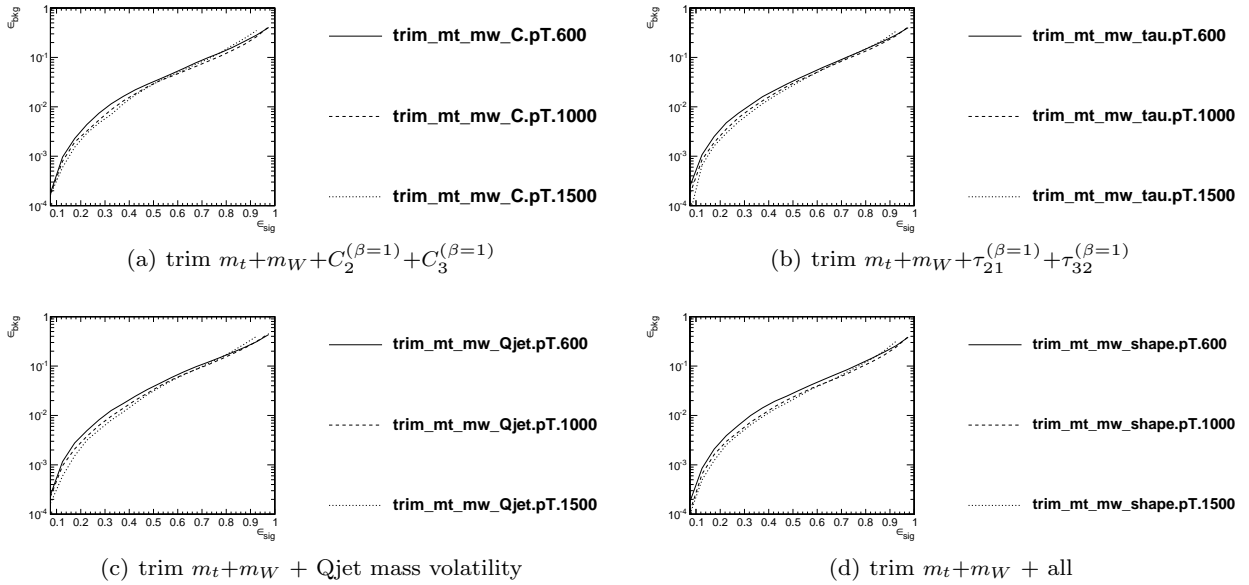 ϵ_bkg
1
10^-1
10^-2
10^-3
10^-4
0.1 0.2 0.3 0.4 0.5 0.6 0.7 0.8 0.9 1
ϵ_sig
trim_mt_mw_C.pT.600
trim_mt_mw_C.pT.1000
trim_mt_mw_C.pT.1500
(a) trim m_t+m_W+C_2^(β=1)+C_3^(β=1)
ϵ_bkg
1
10^-1
10^-2
10^-3
10^-4
0.1 0.2 0.3 0.4 0.5 0.6 0.7 0.8 0.9 1
ϵ_sig
trim_mt_mw_tau.pT.600
trim_mt_mw_tau.pT.1000
trim_mt_mw_tau.pT.1500
(b) trim m_t+m_W+τ_21^(β=1)+τ_32^(β=1)
ϵ_bkg
1
10^-1
10^-2
10^-3
10^-4
0.1 0.2 0.3 0.4 0.5 0.6 0.7 0.8 0.9 1
ϵ_sig
trim_mt_mw_Qjet.pT.600
trim_mt_mw_Qjet.pT.1000
trim_mt_mw_Qjet.pT.1500
(c) trim m_t+m_W + Qjet mass volatility
ϵ_bkg
1
10^-1
10^-2
10^-3
10^-4
0.1 0.2 0.3 0.4 0.5 0.6 0.7 0.8 0.9 1
ϵ_sig
trim_mt_mw_shape.pT.600
trim_mt_mw_shape.pT.1000
trim_mt_mw_shape.pT.1500
(d) trim m_t+m_W + all